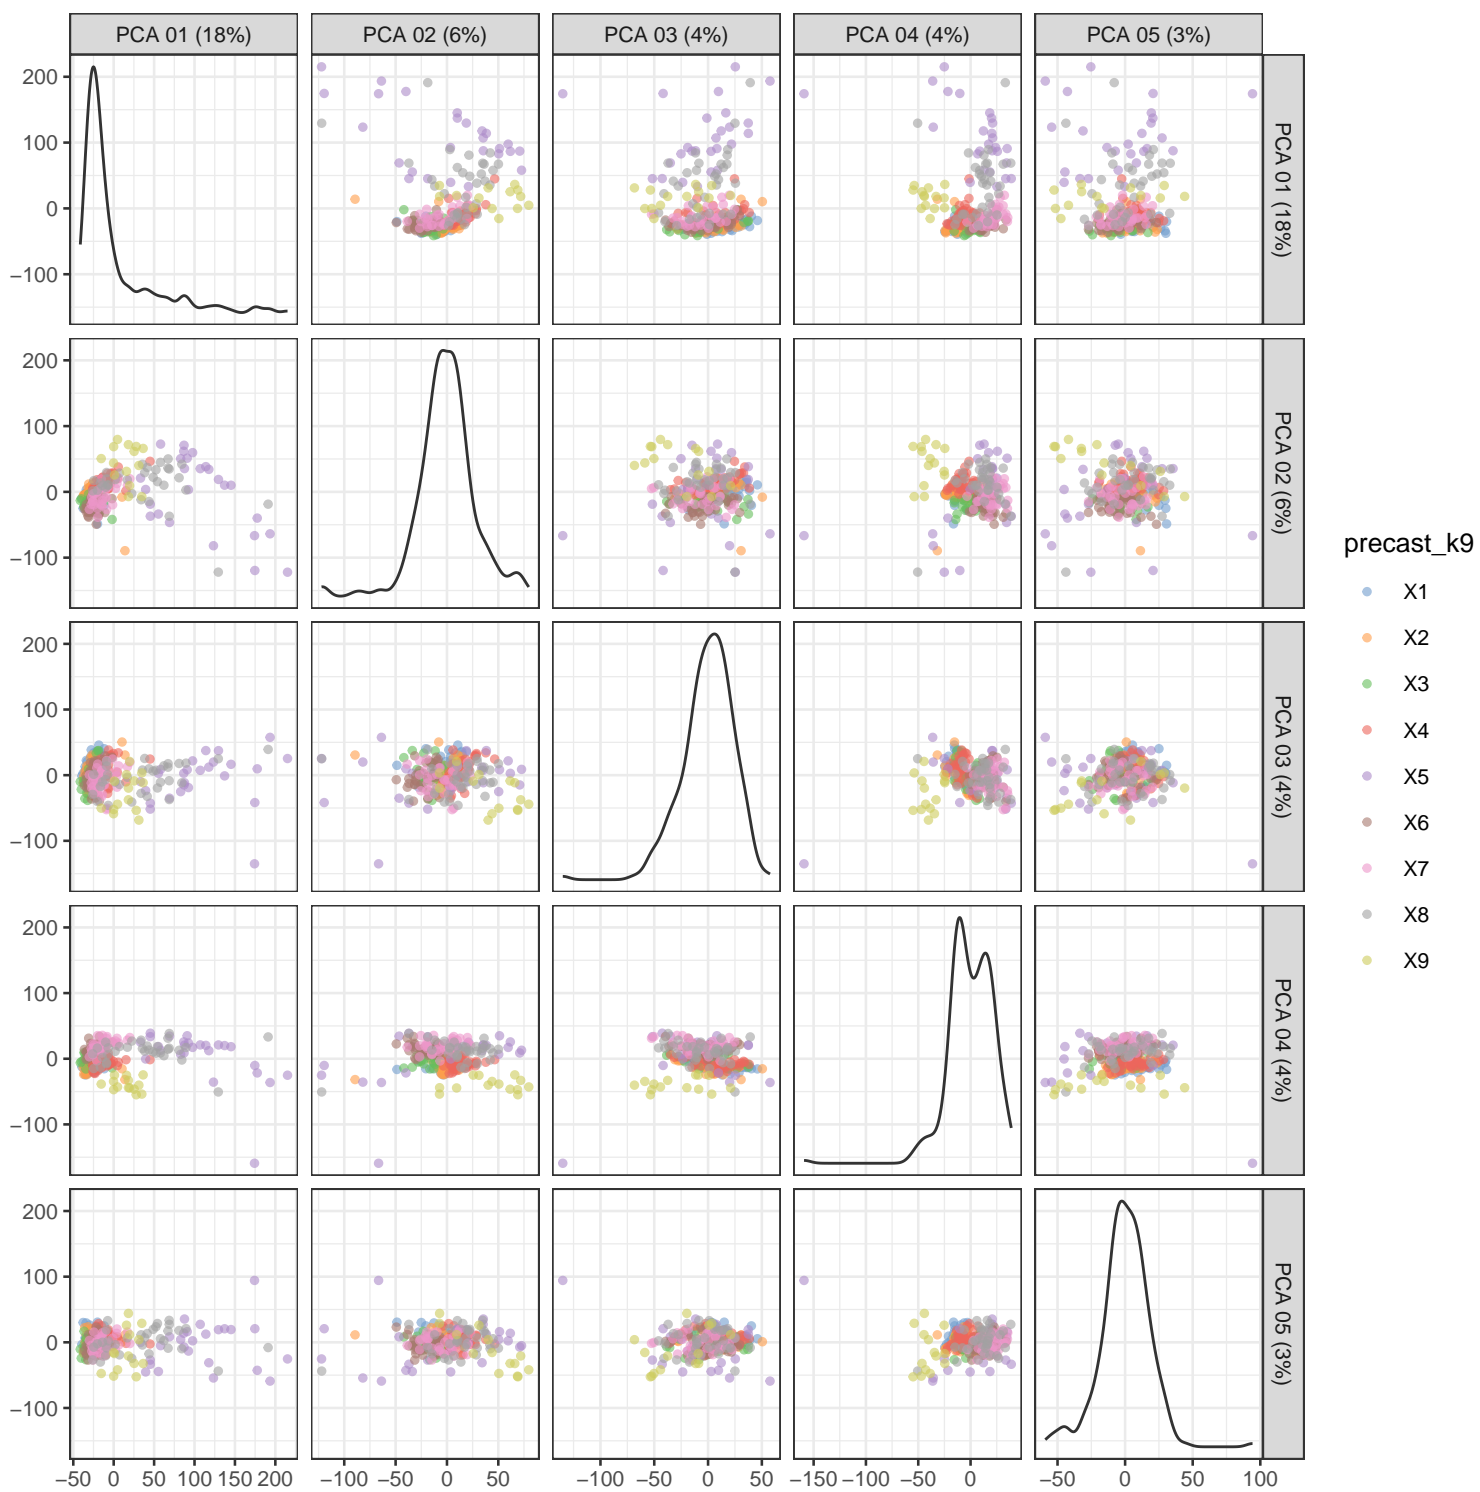 PCA 01 (18%) PCA 02 (6%) PCA 03 (4%) PCA 04 (4%) PCA 05 (3%)
200
100
0
−100
PCA 01 (18%)
200
100
0
−100
PCA 02 (6%)
200
100
0
−100
PCA 03 (4%)
200
100
0
−100
PCA 04 (4%)
200
100
0
−100
PCA 05 (3%)
−50 0 50 100 150 200 −100 −50 0 50 −100 −50 0 50 −150 −100 −50 0 −50 0 50 100
precast_k9
X1
X2
X3
X4
X5
X6
X7
X8
X9